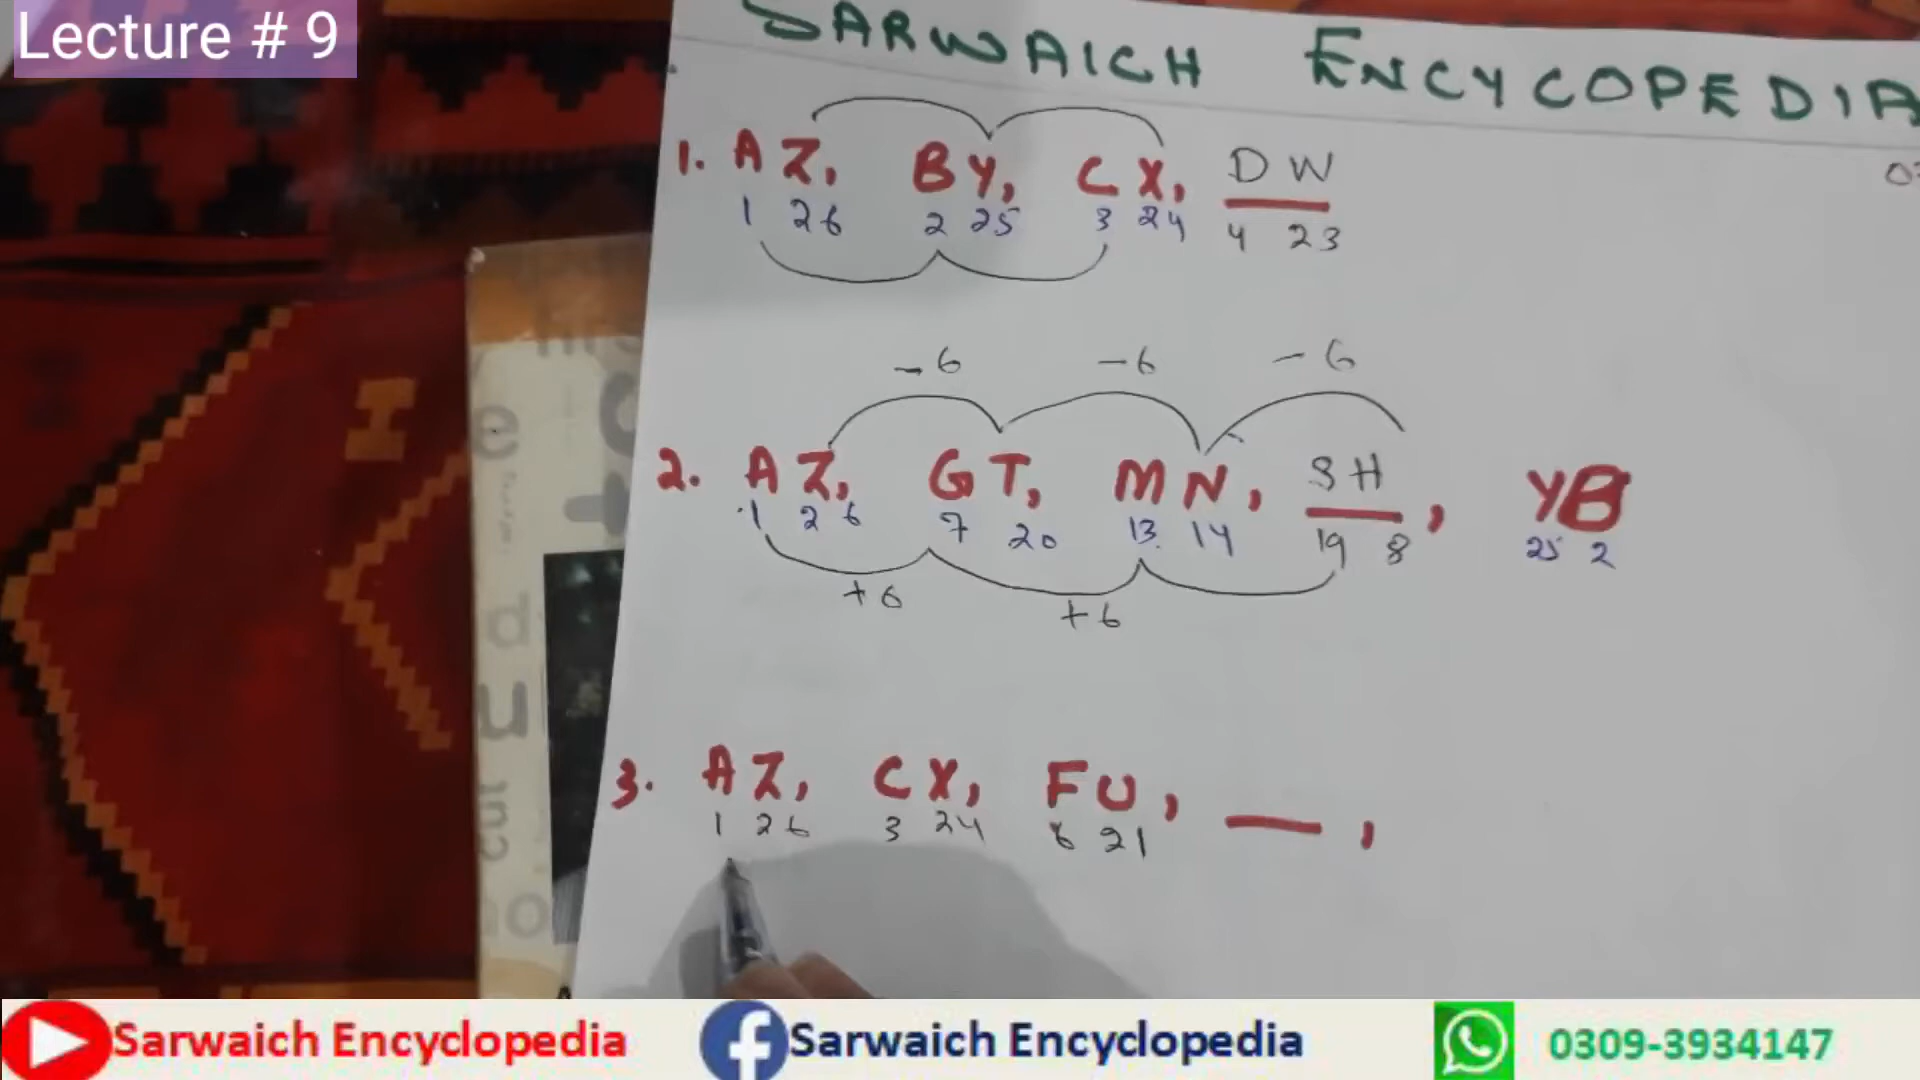 Lecture # 9
SARWAICH ENCYCOPEDIA
1. AZ, BY, CX, DW
1 26 2 25 3 24 4 23
-6 -6 -6
2. AZ, GT, MN, SH, YB
1 26 7 20 13 14 19 8 25 2
+6 +6
3. AZ, CX, FU, __,
1 26 3 24 6 21
Sarwaich Encyclopedia Sarwaich Encyclopedia 0309-3934147